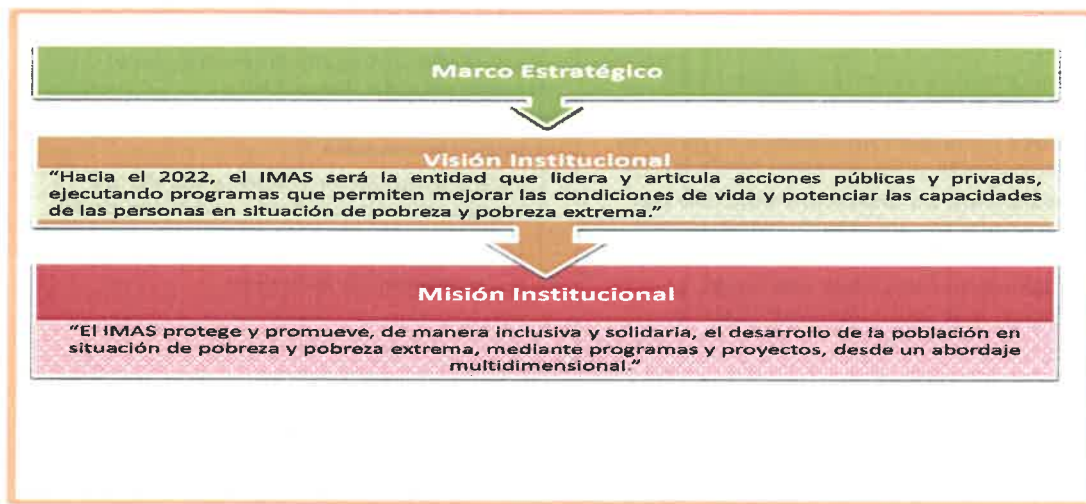 Marco Estratégico
Visión Institucional
“Hacia el 2022, el IMAS será la entidad que lidera y articula acciones públicas y privadas,
ejecutando programas que permiten mejorar las condiciones de vida y potenciar las capacidades
de las personas en situación de pobreza y pobreza extrema.”
Misión Institucional
“El IMAS protege y promueve, de manera inclusiva y solidaria, el desarrollo de la población en
situación de pobreza y pobreza extrema, mediante programas y proyectos, desde un abordaje
multidimensional.”